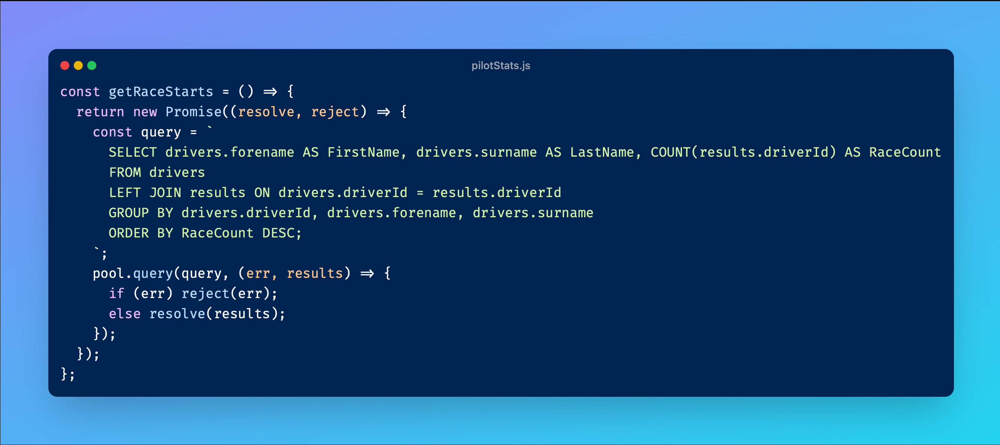 pilotStats.js
const getRaceStarts = () => {
  return new Promise((resolve, reject) => {
    const query = `
      SELECT drivers.forename AS FirstName, drivers.surname AS LastName, COUNT(results.driverId) AS RaceCount
      FROM drivers
      LEFT JOIN results ON drivers.driverId = results.driverId
      GROUP BY drivers.driverId, drivers.forename, drivers.surname
      ORDER BY RaceCount DESC;
    `;
    pool.query(query, (err, results) => {
      if (err) reject(err);
      else resolve(results);
    });
  });
};